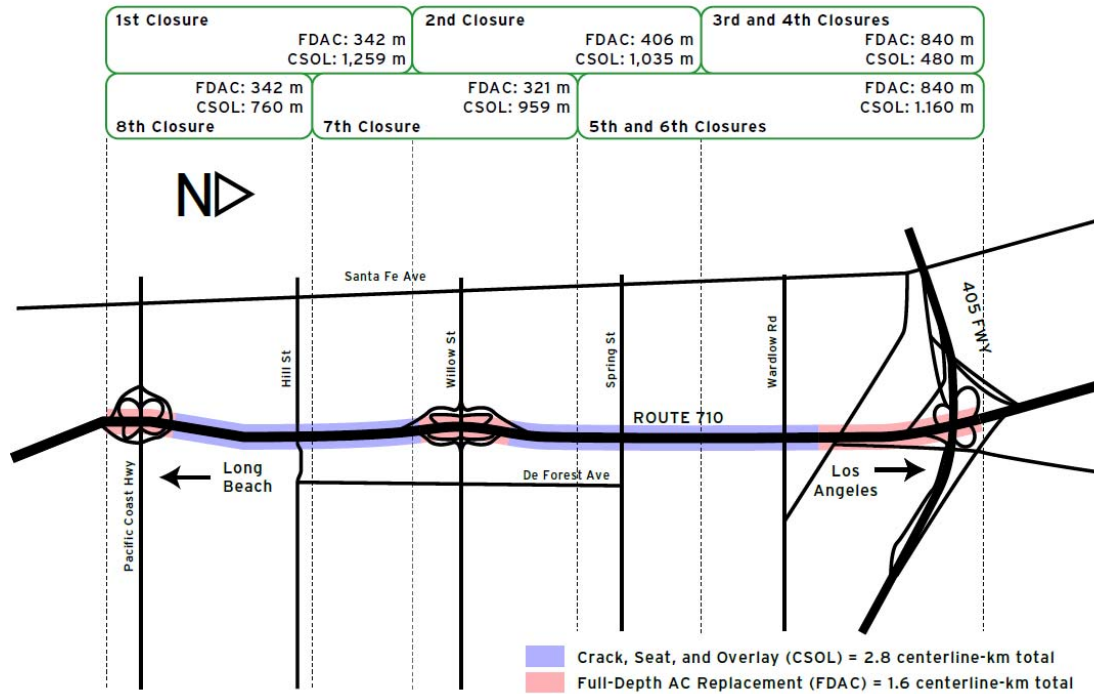 1st Closure
FDAC: 342 m
CSOL: 1,259 m
2nd Closure
FDAC: 406 m
CSOL: 1,035 m
3rd and 4th Closures
FDAC: 840 m
CSOL: 480 m
FDAC: 342 m
CSOL: 760 m
8th Closure
FDAC: 321 m
CSOL: 959 m
7th Closure
FDAC: 840 m
CSOL: 1.160 m
5th and 6th Closures
N
Santa Fe Ave
405 FWY
Hill St
Willow St
Spring St
Wardlow Rd
ROUTE 710
Long
Beach
De Forest Ave
Los
Angeles
Pacific Coast Hwy
Crack, Seat, and Overlay (CSOL) = 2.8 centerline-km total
Full-Depth AC Replacement (FDAC) = 1.6 centerline-km total